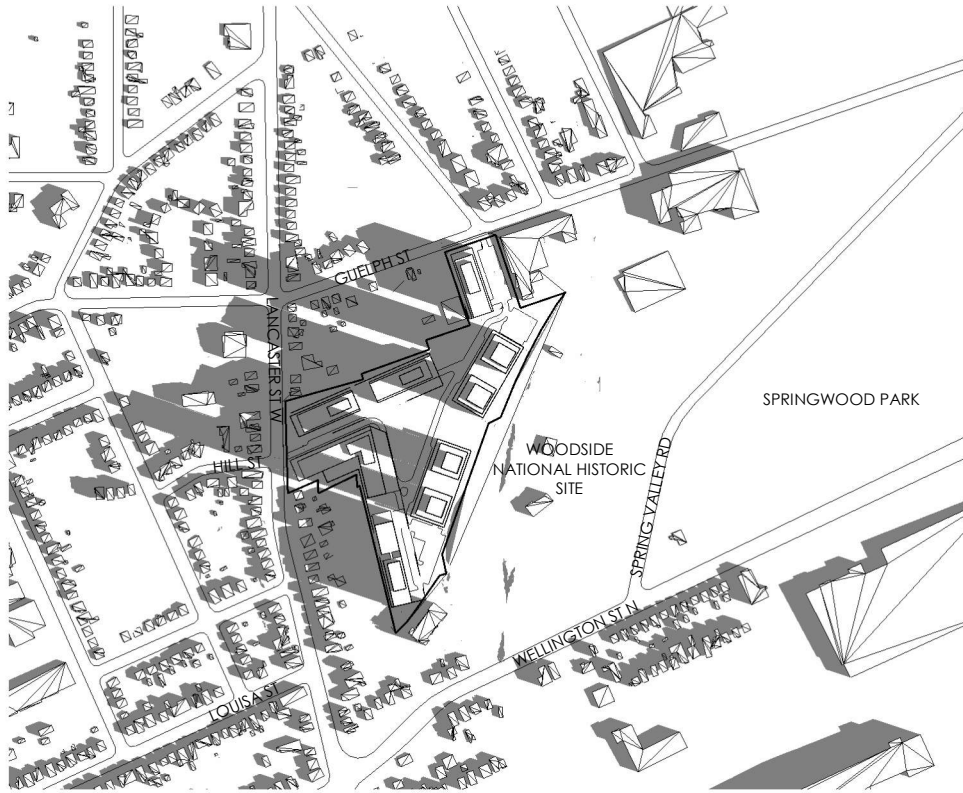 GUELPH ST
LANCASTER ST W
SPRINGWOOD PARK
WOODSIDE
NATIONAL HISTORIC
SITE
HILL ST
SPRING VALLEY RD
WELLINGTON ST N
LOUISA ST